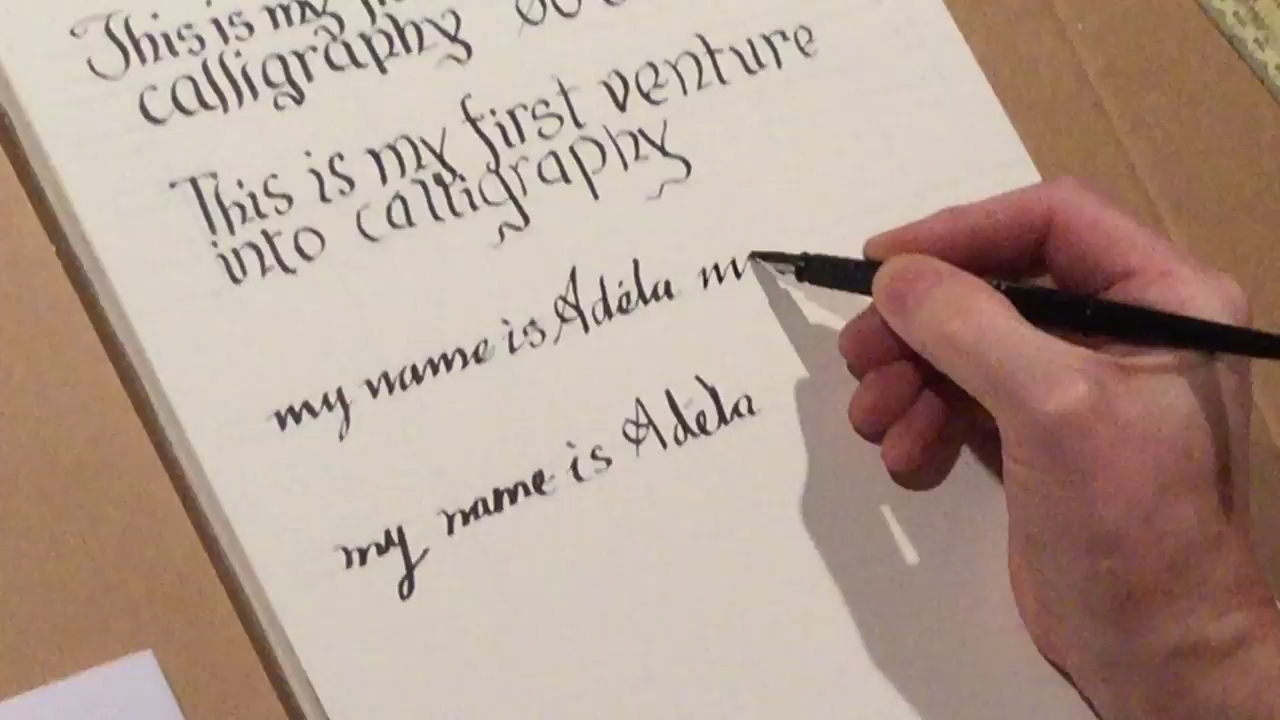 This is my
calligraphy
This is my first venture
into calligraphy
my name is Adéla m
my name is Adéla